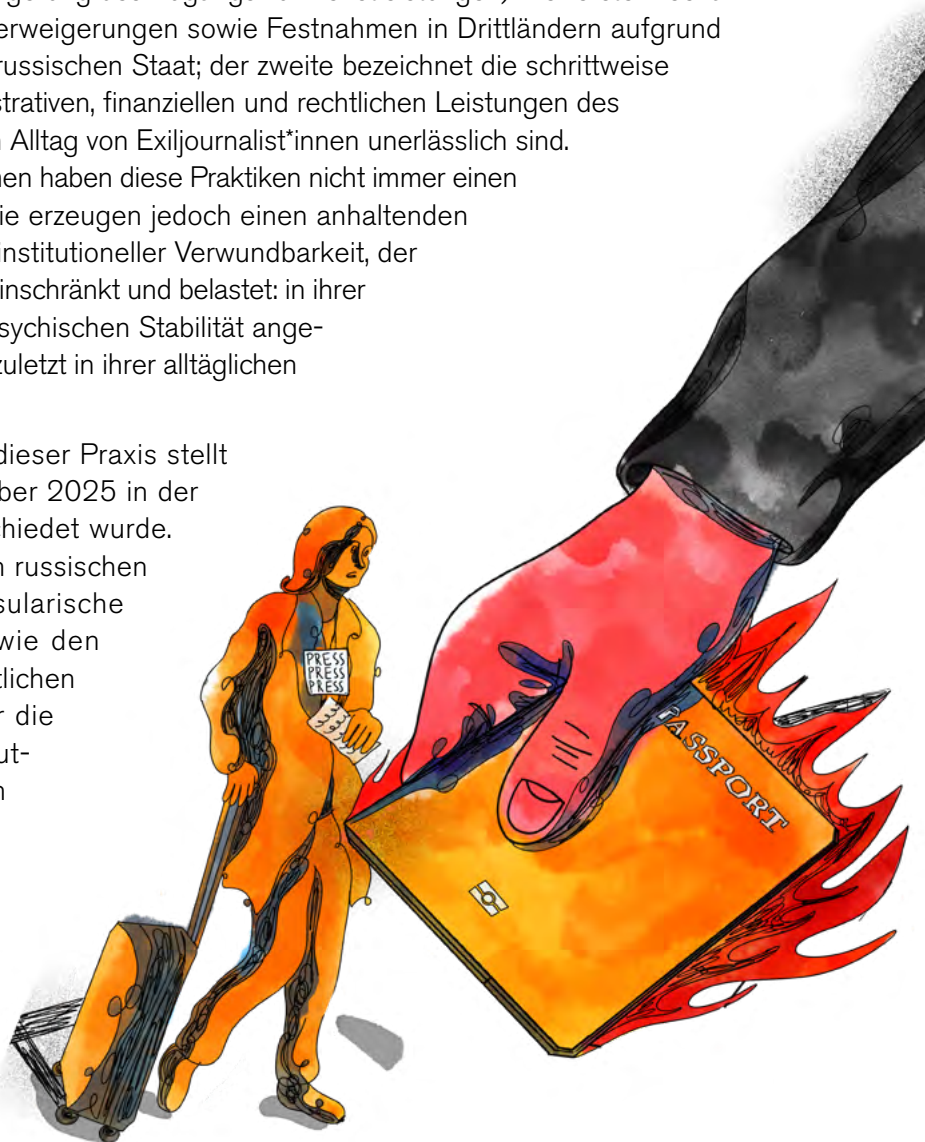 erweigerungen sowie Festnahmen in Drittländern aufgrund
russischen Staat; der zweite bezeichnet die schrittweise
strativen, finanziellen und rechtlichen Leistungen des
Alltag von Exiljournalist*innen unerlässlich sind.
nen haben diese Praktiken nicht immer einen
ie erzeugen jedoch einen anhaltenden
institutioneller Verwundbarkeit, der
inschränkt und belastet: in ihrer
sychischen Stabilität ange-
zuletzt in ihrer alltäglichen
dieser Praxis stellt
ber 2025 in der
chiedet wurde.
n russischen
sularische
wie den
tlichen
r die
ut-
PRESS
PRESS
PRESS
PASSPORT